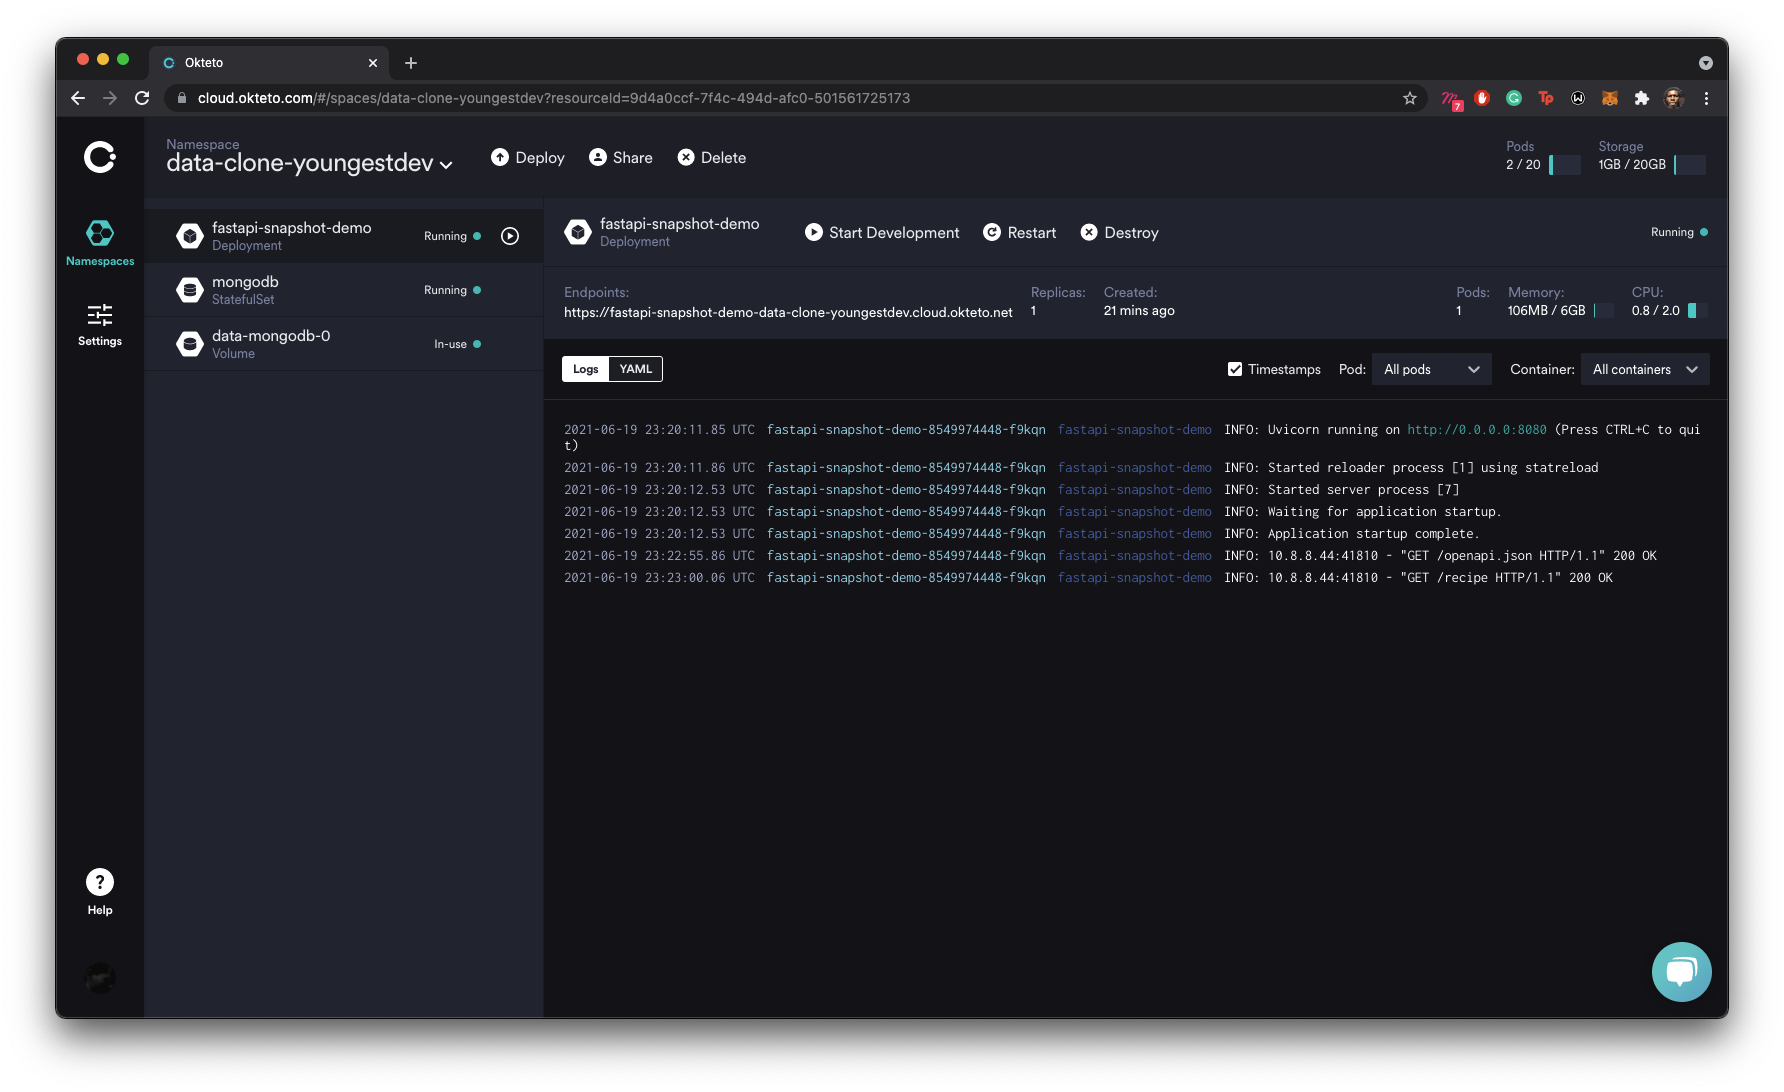 Okteto
cloud.okteto.com/#/spaces/data-clone-youngestdev?resourceId=9d4a0ccf-7f4c-494d-afc0-501561725173
7
Tp
Namespace
data-clone-youngestdev
Deploy
Share
Delete
Pods
2 / 20
Storage
1GB / 20GB
Namespaces
Settings
Help
fastapi-snapshot-demo
Deployment
Running
mongodb
StatefulSet
Running
data-mongodb-0
Volume
In-use
fastapi-snapshot-demo
Deployment
Start Development
Restart
Destroy
Running
Endpoints:
https://fastapi-snapshot-demo-data-clone-youngestdev.cloud.okteto.net
Replicas:
1
Created:
21 mins ago
Pods:
1
Memory:
106MB / 6GB
CPU:
0.8 / 2.0
Logs
YAML
Timestamps
Pod:
All pods
Container:
All containers
2021-06-19 23:20:11.85 UTC fastapi-snapshot-demo-8549974448-f9kqn fastapi-snapshot-demo INFO: Uvicorn running on http://0.0.0.0:8080 (Press CTRL+C to qui
t)
2021-06-19 23:20:11.86 UTC fastapi-snapshot-demo-8549974448-f9kqn fastapi-snapshot-demo INFO: Started reloader process [1] using statreload
2021-06-19 23:20:12.53 UTC fastapi-snapshot-demo-8549974448-f9kqn fastapi-snapshot-demo INFO: Started server process [7]
2021-06-19 23:20:12.53 UTC fastapi-snapshot-demo-8549974448-f9kqn fastapi-snapshot-demo INFO: Waiting for application startup.
2021-06-19 23:20:12.53 UTC fastapi-snapshot-demo-8549974448-f9kqn fastapi-snapshot-demo INFO: Application startup complete.
2021-06-19 23:22:55.86 UTC fastapi-snapshot-demo-8549974448-f9kqn fastapi-snapshot-demo INFO: 10.8.8.44:41810 - "GET /openapi.json HTTP/1.1" 200 OK
2021-06-19 23:23:00.06 UTC fastapi-snapshot-demo-8549974448-f9kqn fastapi-snapshot-demo INFO: 10.8.8.44:41810 - "GET /recipe HTTP/1.1" 200 OK